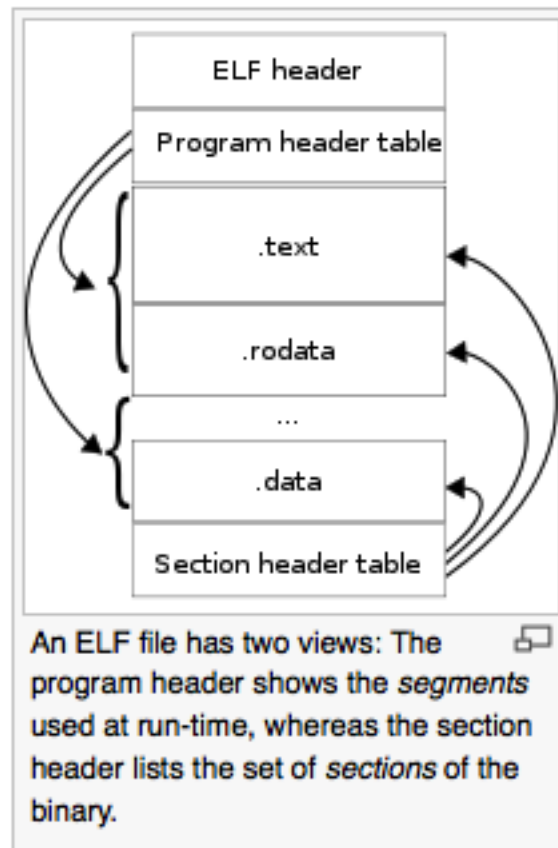 ELF header
Program header table
.text
.rodata
...
.data
Section header table
An ELF file has two views: The
program header shows the segments
used at run-time, whereas the section
header lists the set of sections of the
binary.